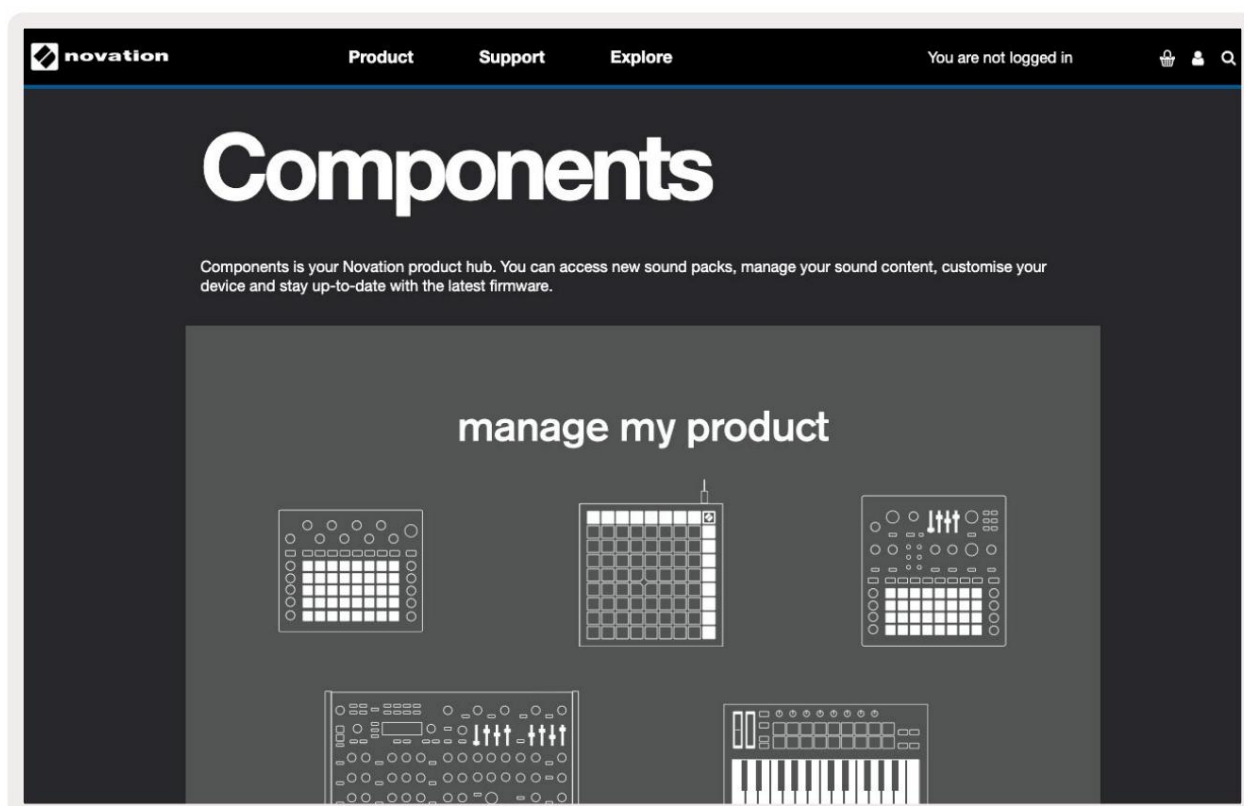 novation Product Support Explore You are not logged in
Components
Components is your Novation product hub. You can access new sound packs, manage your sound content, customise your
device and stay up-to-date with the latest firmware.
manage my product